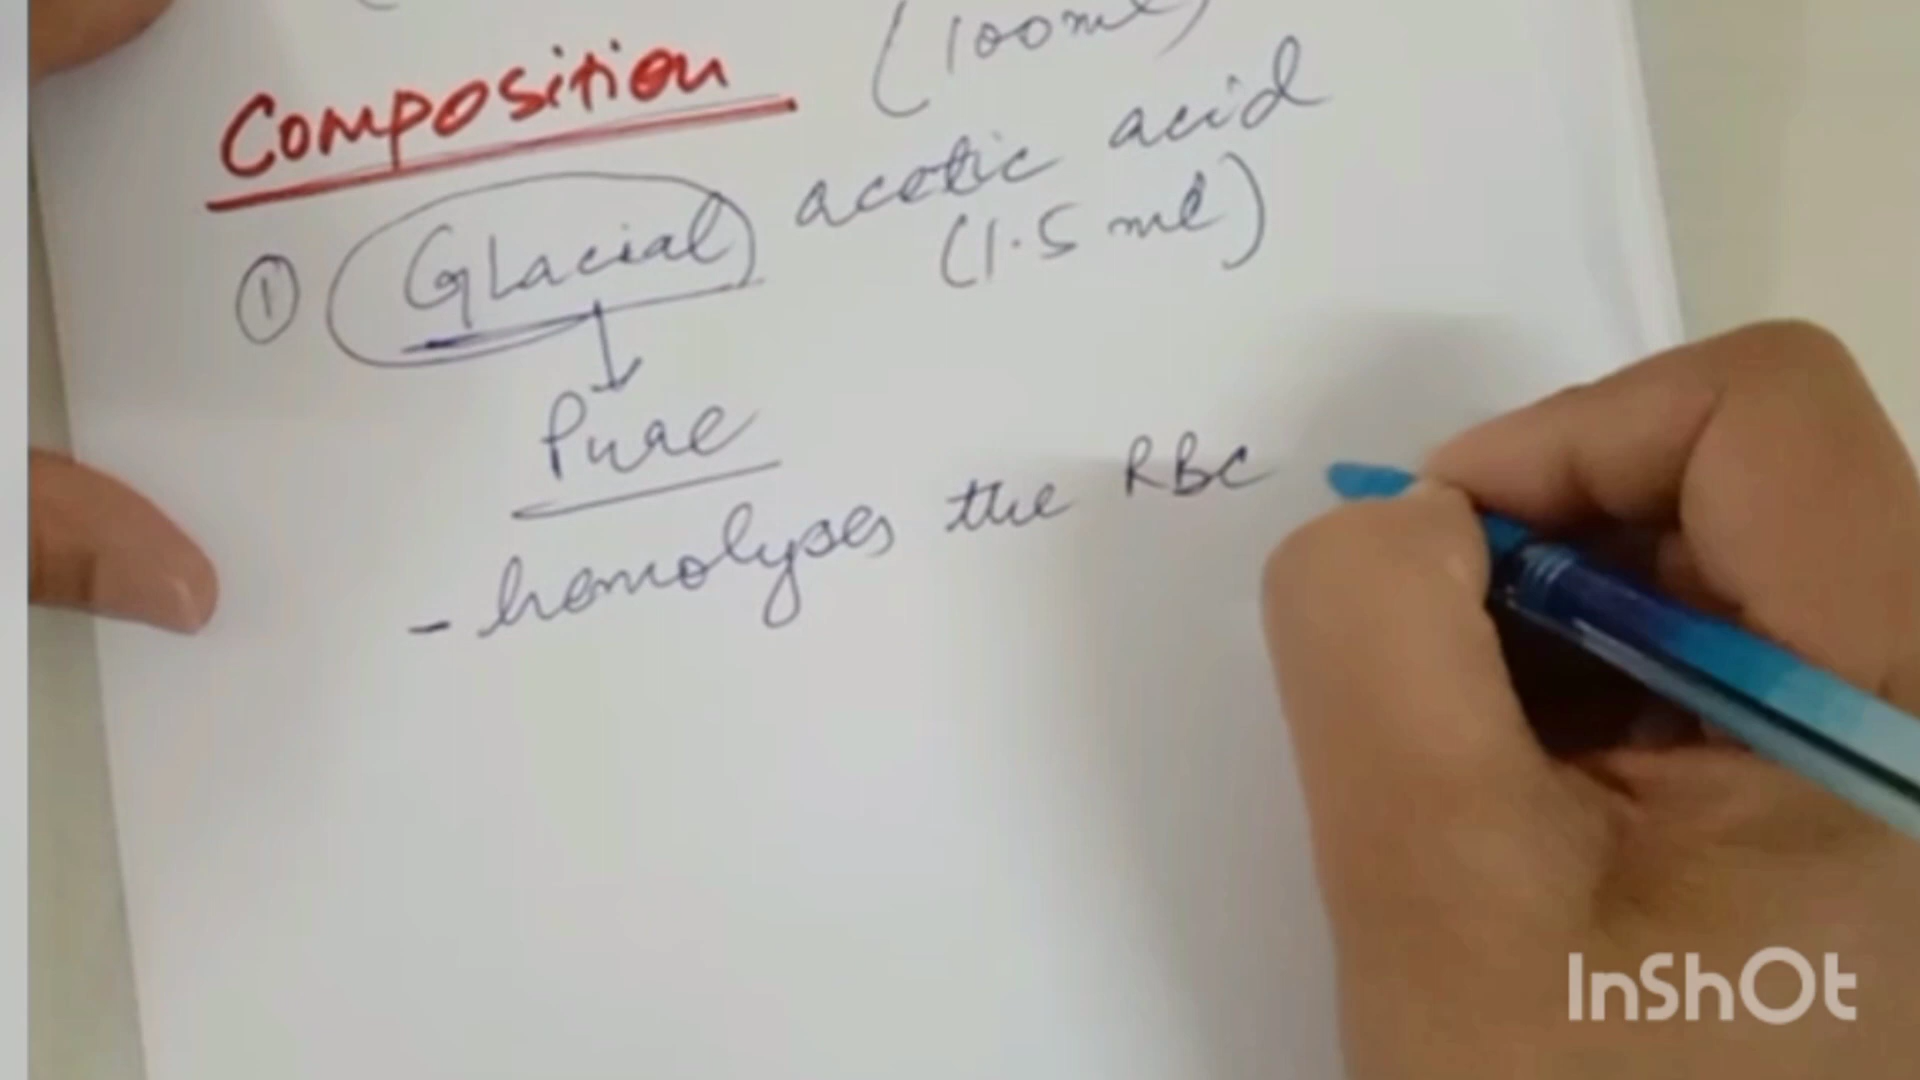 (100ml)
Composition
① Glacial acetic acid
(1.5 ml)
Pure
- hemolyses the RBC
InShOt